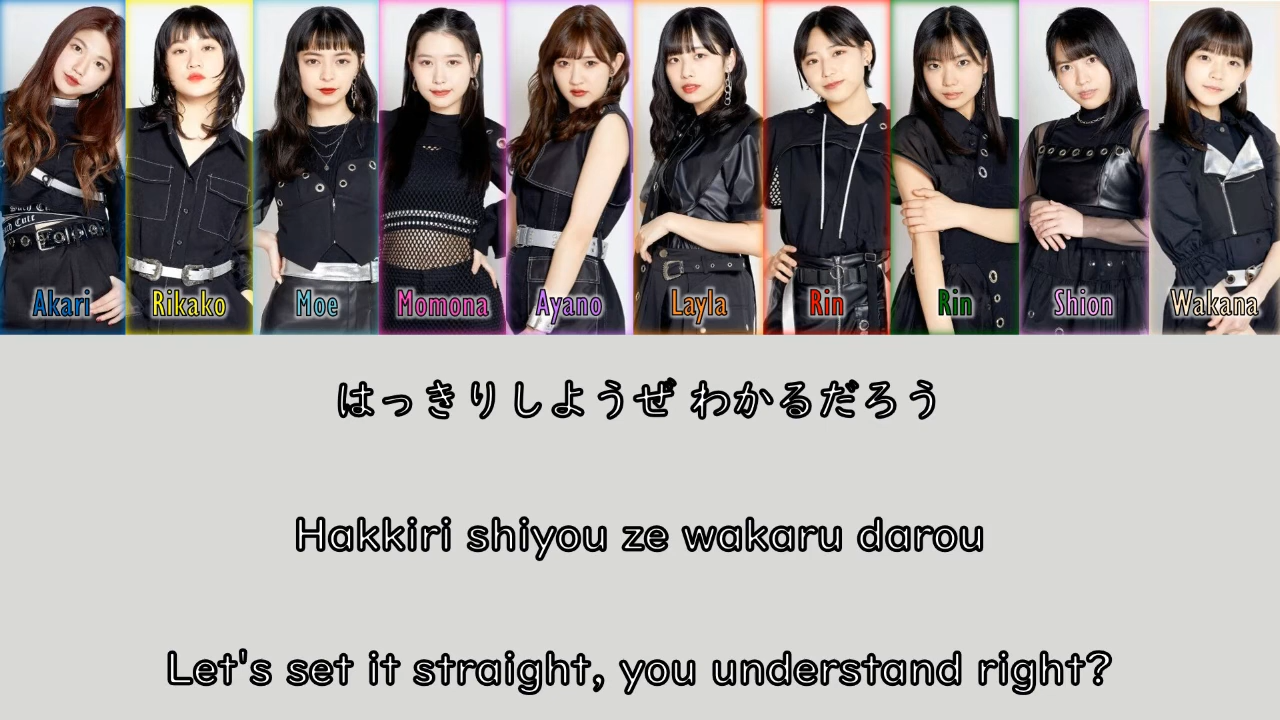 Akari Rikako Moe Momona Ayano Layla Rin Rin Shion Wakana
はっきりしようぜ わかるだろう
Hakkiri shiyou ze wakaru darou
Let's set it straight, you understand right?